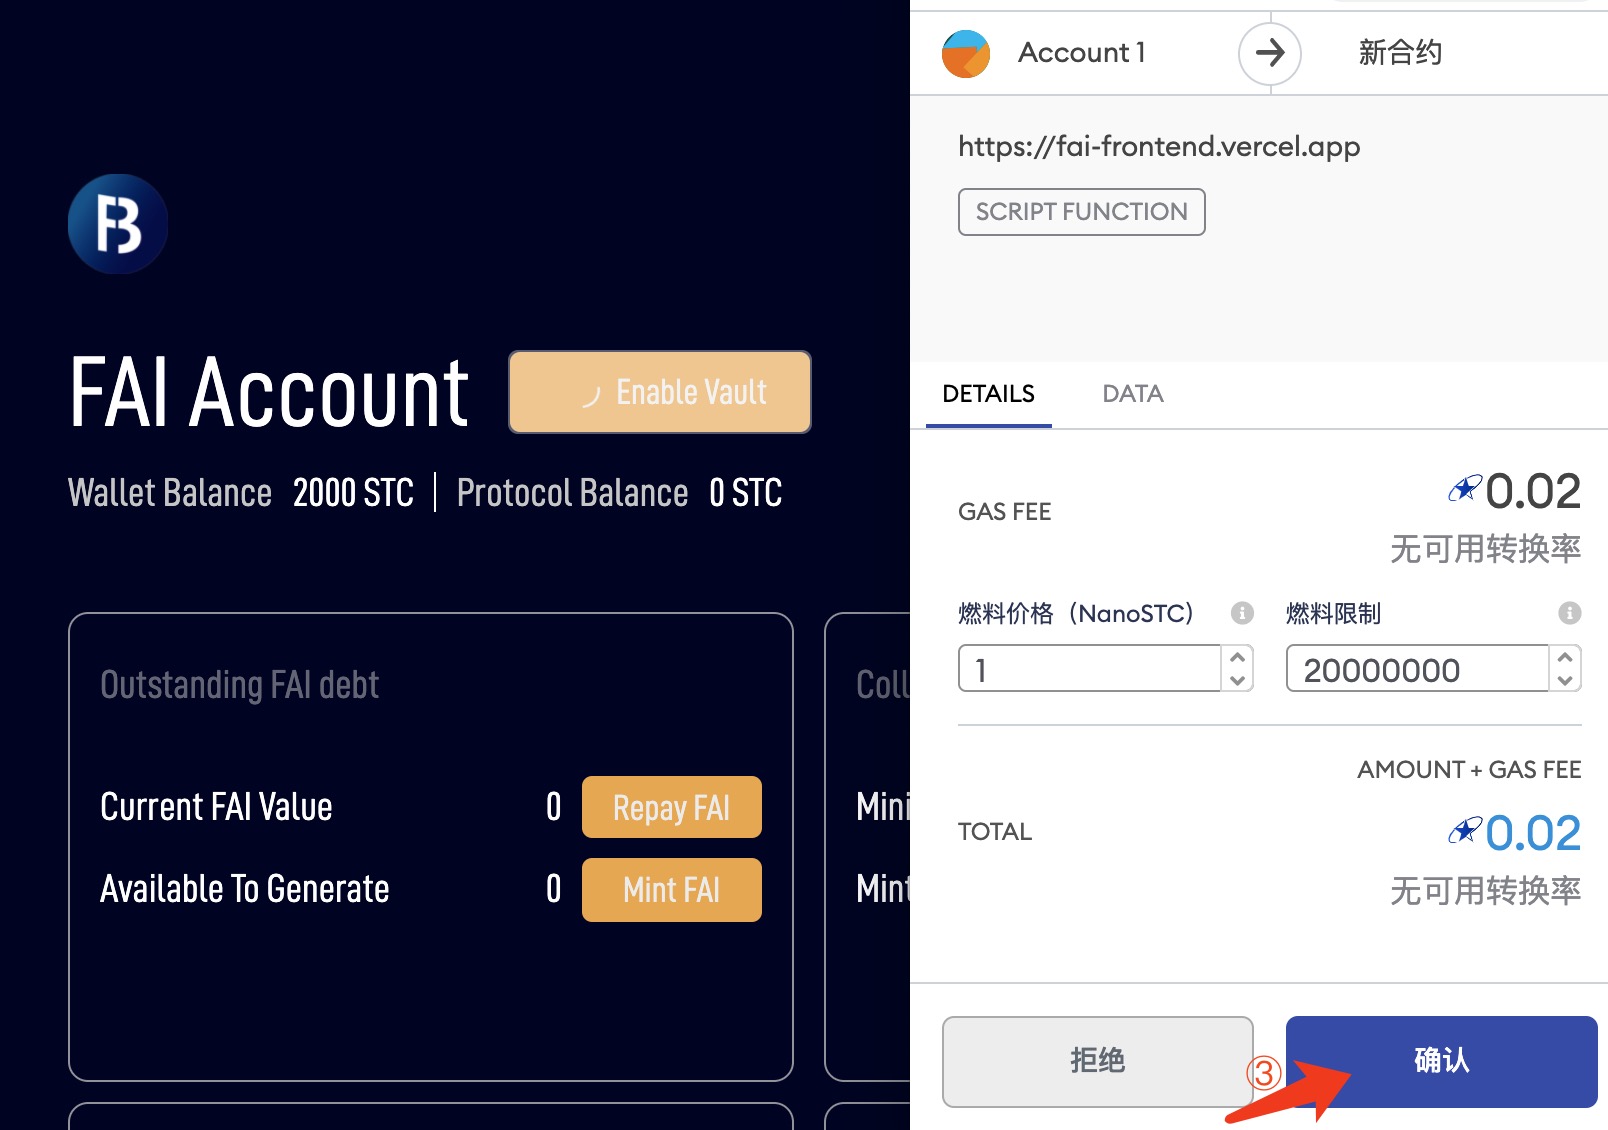 Account 1
新合约
https://fai-frontend.vercel.app
SCRIPT FUNCTION
FAI Account
Enable Vault
Wallet Balance 2000 STC
Protocol Balance 0 STC
DETAILS
DATA
GAS FEE
0.02
无可用转换率
燃料价格（NanoSTC）
燃料限制
1
20000000
AMOUNT + GAS FEE
TOTAL
0.02
无可用转换率
Outstanding FAI debt
Current FAI Value 0 Repay FAI
Available To Generate 0 Mint FAI
Coll
Mini
Mint
拒绝
③
确认